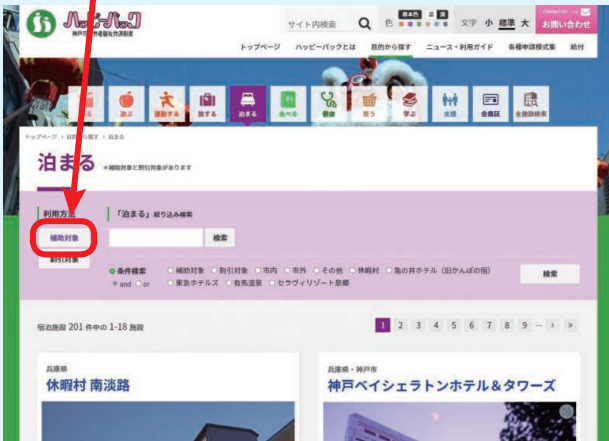 ハッピーパック
神戸市勤労者福祉共済制度
サイト内検索
色 基本色
文字 小 標準 大
お問い合わせ
トップページ ハッピーパックとは 目的から探す ニュース・利用ガイド 各種申請様式集 給付
遊ぶ 運動する 旅する 泊まる 食べる 健康 買う 学ぶ 支援 会員証 全施設検索
トップページ › 目的から探す › 泊まる
泊まる
*補助対象と割引対象があります
利用方法
「泊まる」絞り込み検索
補助対象
検索
割引対象
条件検索
補助対象 割引対象 市内 市外 その他 休暇村 亀の井ホテル（旧かんぽの宿）
and or
東急ホテルズ 有馬温泉 セラヴィリゾート泉郷
検索
宿泊施設 201 件中の 1-18 施設
1 2 3 4 5 6 7 8 9 … › »
兵庫県
休暇村 南淡路
兵庫県・神戸市
神戸ベイシェラトンホテル＆タワーズ